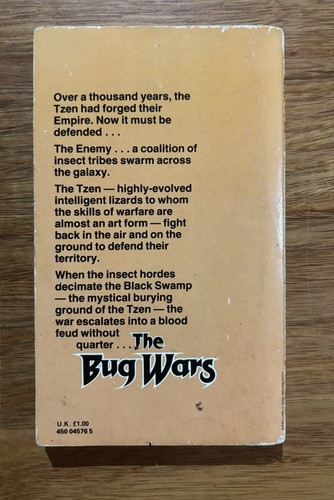 Over a thousand years, the
Tzen had forged their
Empire. Now it must be
defended . . .
The Enemy . . . a coalition of
insect tribes swarm across
the galaxy.
The Tzen — highly-evolved
intelligent lizards to whom
the skills of warfare are
almost an art form — fight
back in the air and on the
ground to defend their
territory.
When the insect hordes
decimate the Black Swamp
— the mystical burying
ground of the Tzen — the
war escalates into a blood
feud without
quarter . . . The
Bug Wars
U.K. £1.00
450 04576 5